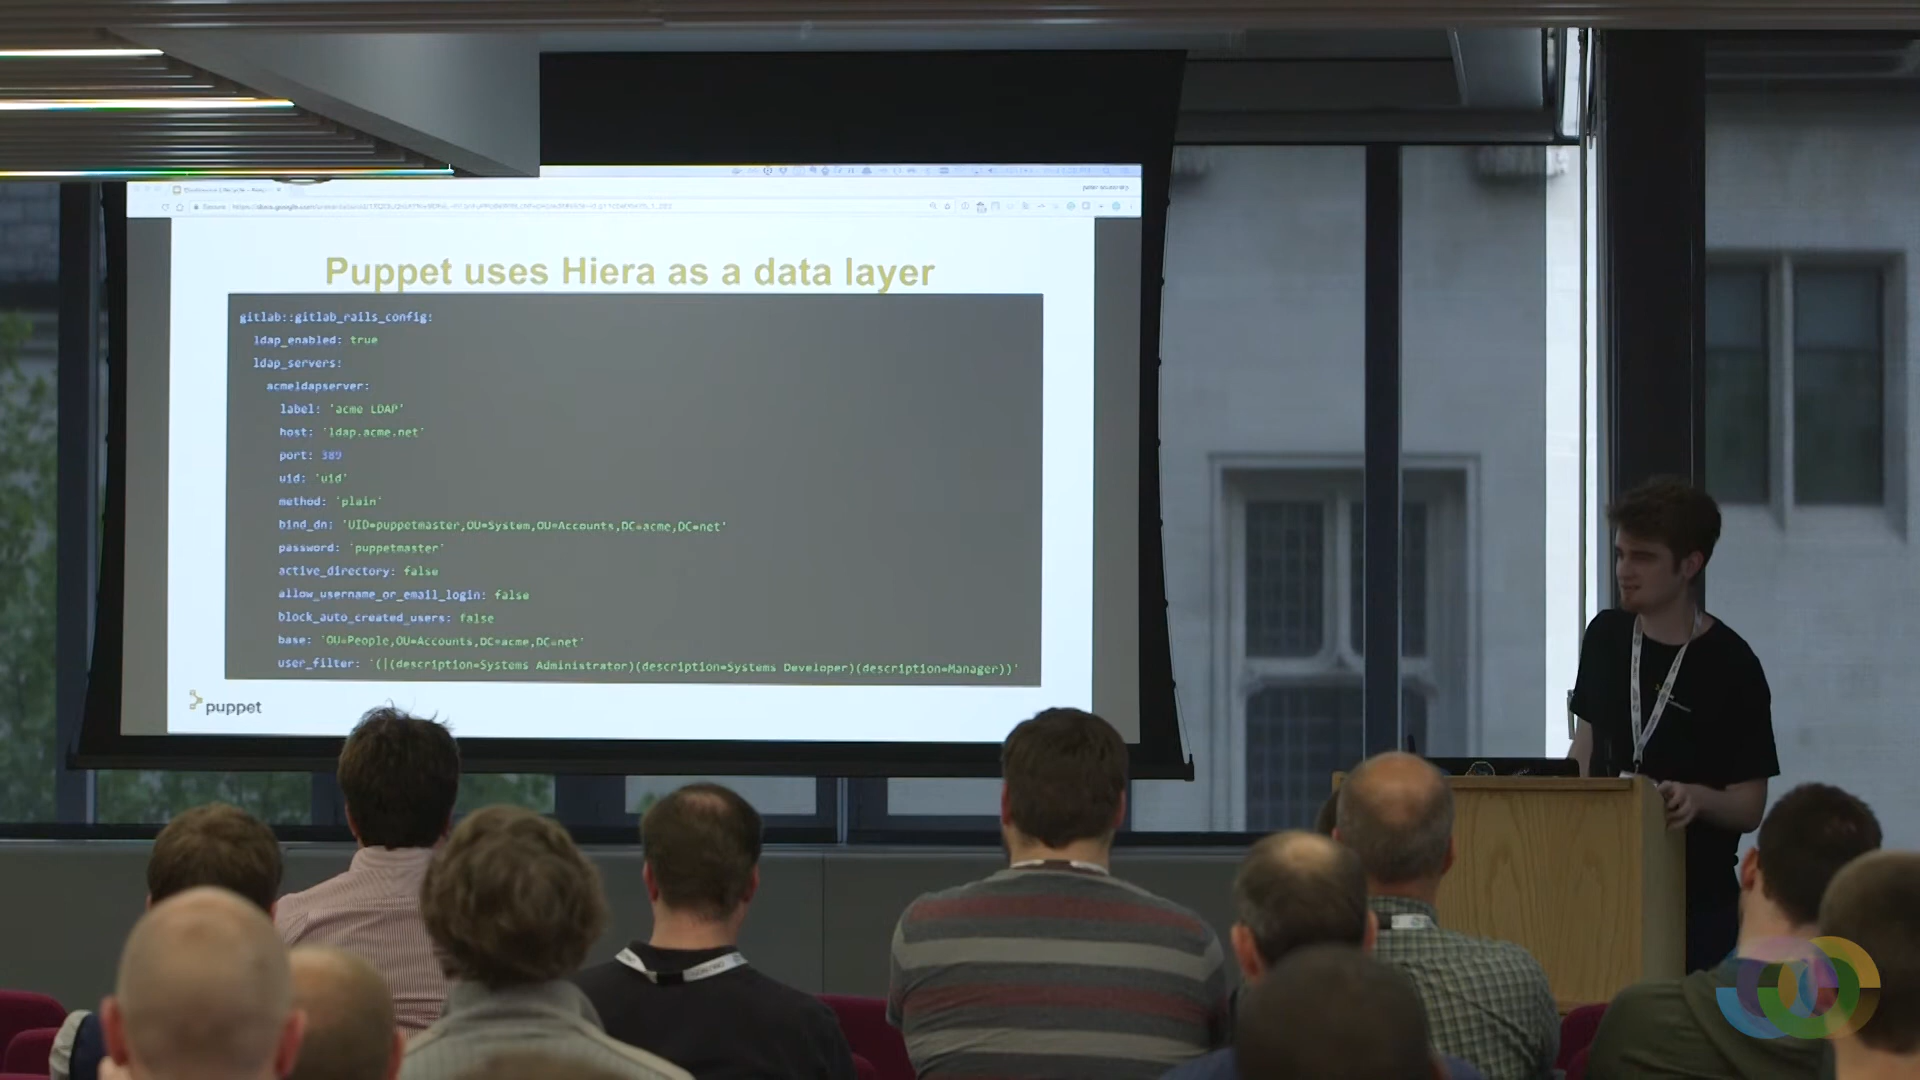 Puppet uses Hiera as a data layer
gitlab::gitlab_rails_config:
ldap_enabled: true
ldap_servers:
acmeldapserver:
label: 'acme LDAP'
host: 'ldap.acme.net'
port: 389
uid: 'uid'
method: 'plain'
bind_dn: 'UID=puppetmaster,OU=System,OU=Accounts,DC=acme,DC=net'
password: 'puppetmaster'
active_directory: false
allow_username_or_email_login: false
block_auto_created_users: false
base: 'OU=People,OU=Accounts,DC=acme,DC=net'
user_filter: '(|(description=Systems Administrator)(description=Systems Developer)(description=Manager))'
puppet